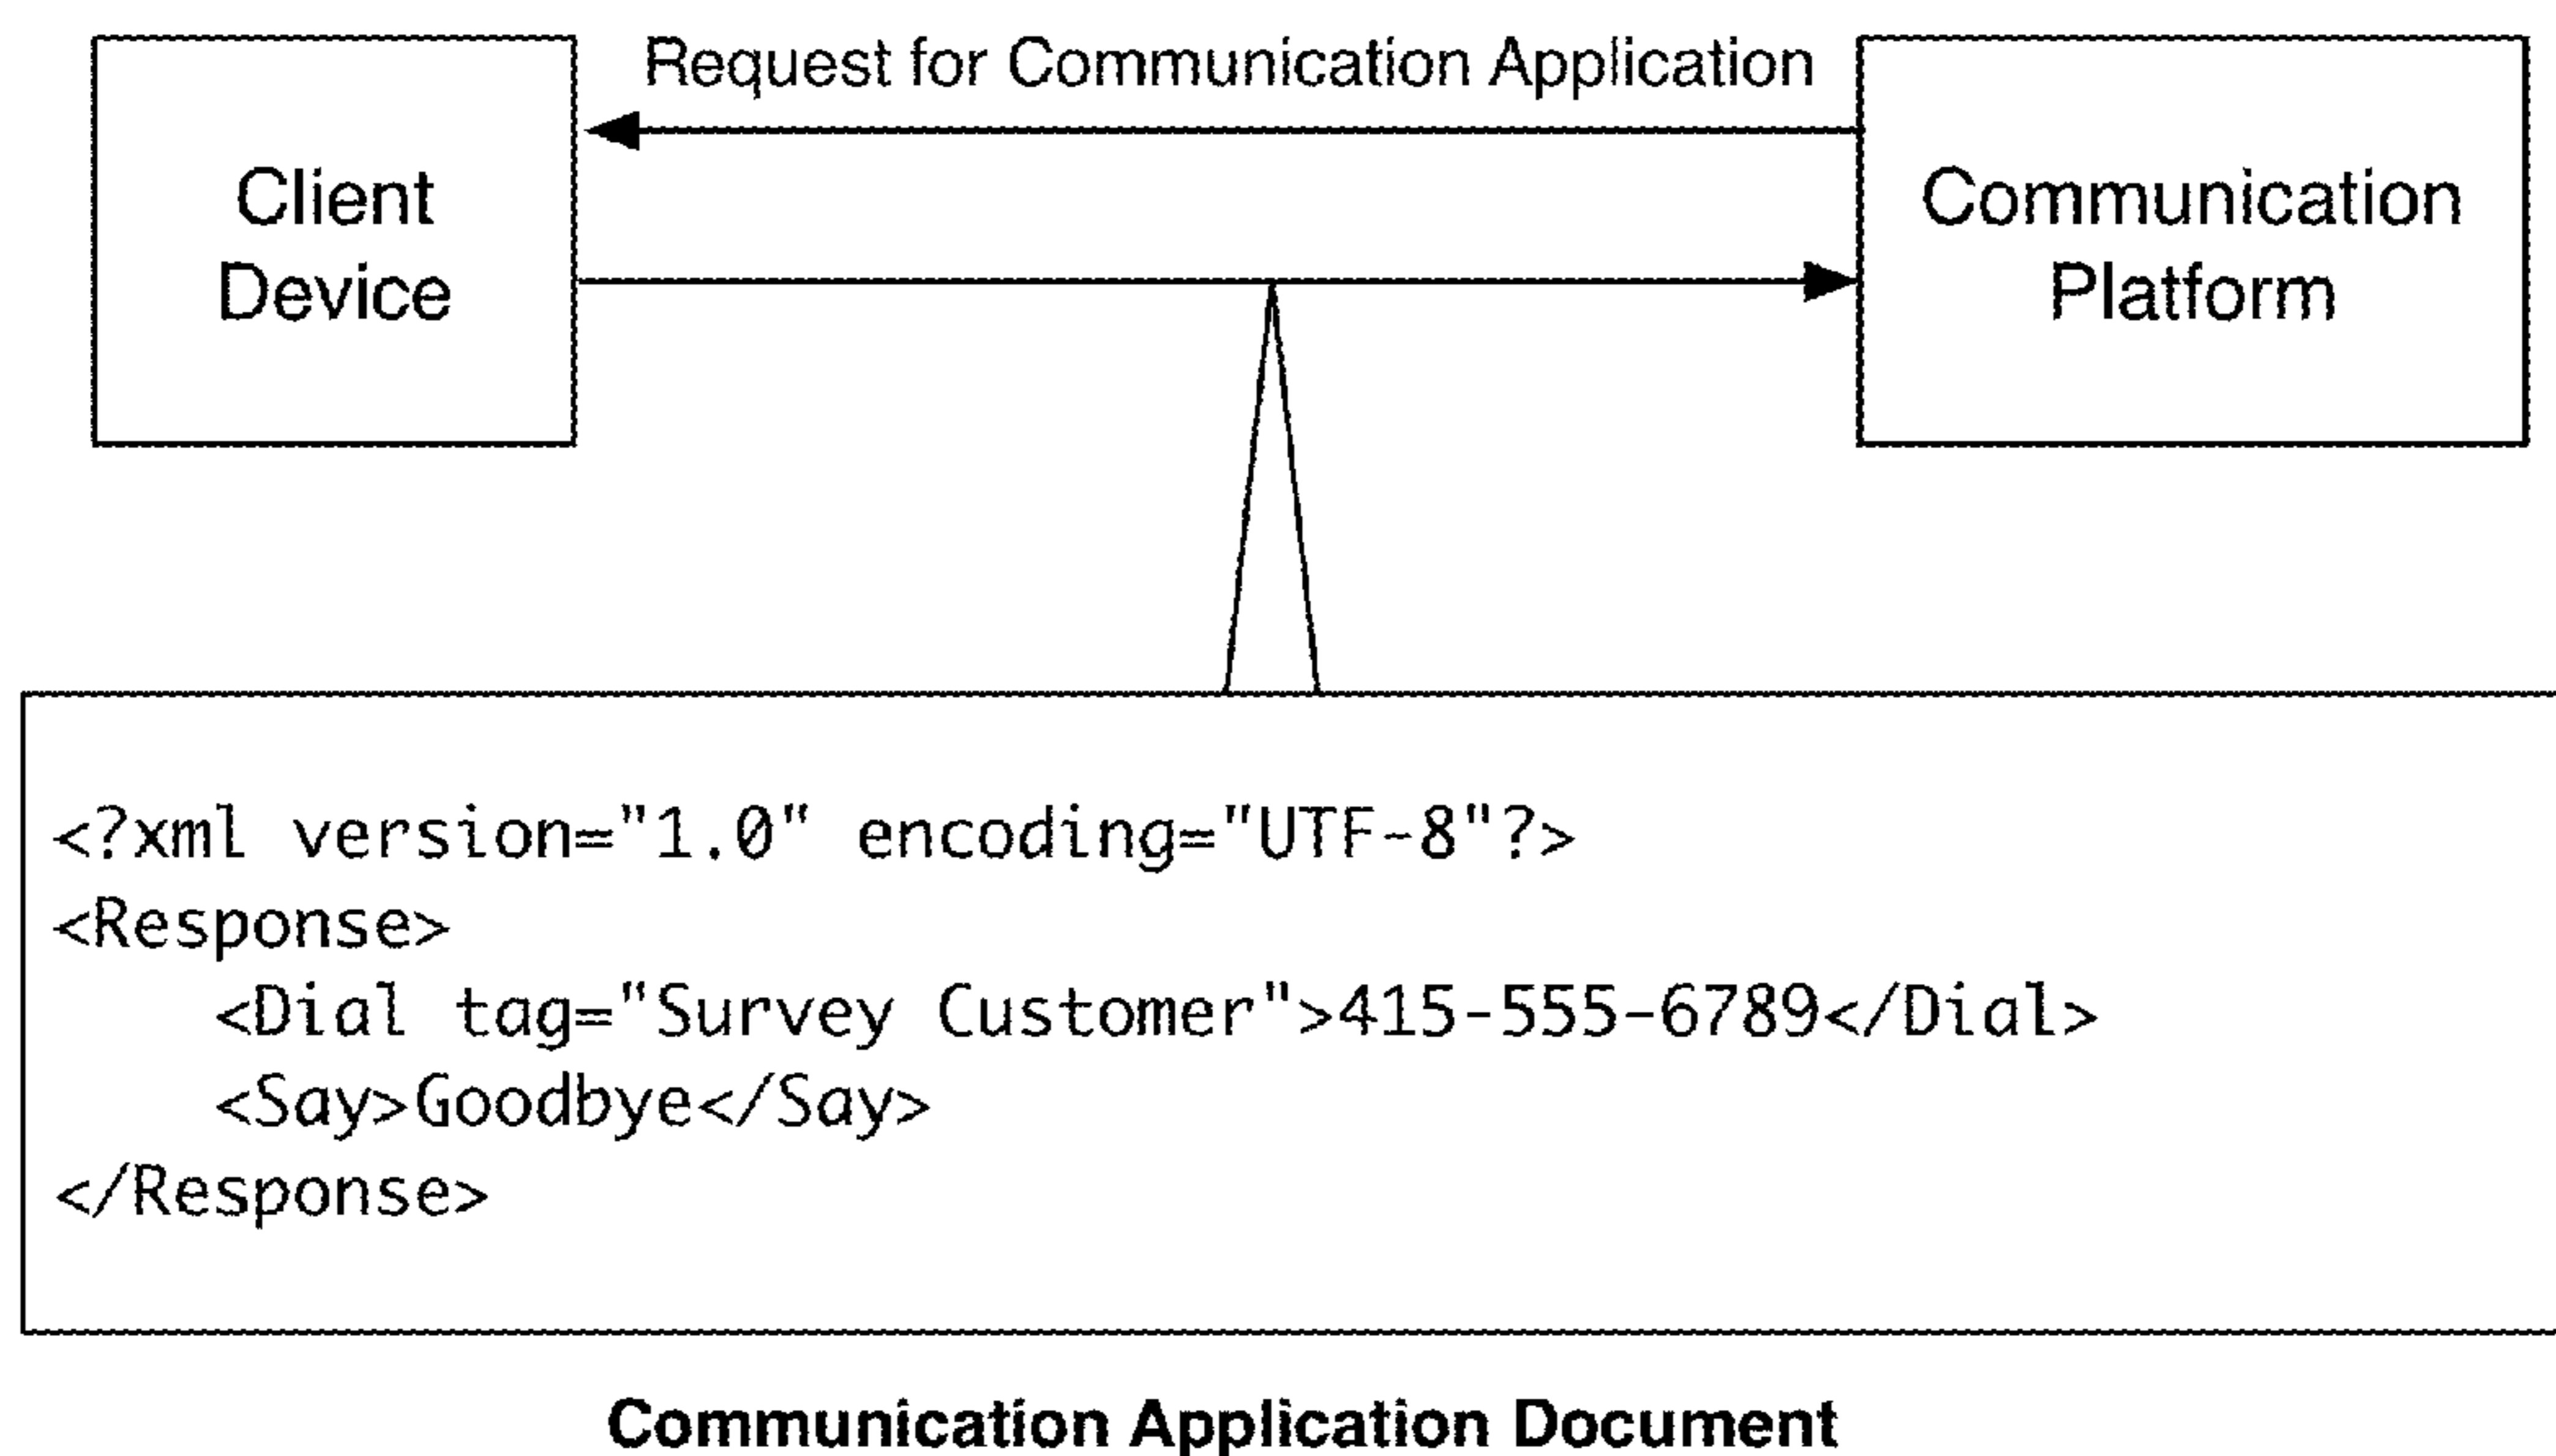 Request for Communication Application
Client
Device
Communication
Platform
<?xml version="1.0" encoding="UTF-8"?>
<Response>
    <Dial tag="Survey Customer">415-555-6789</Dial>
    <Say>Goodbye</Say>
</Response>
Communication Application Document